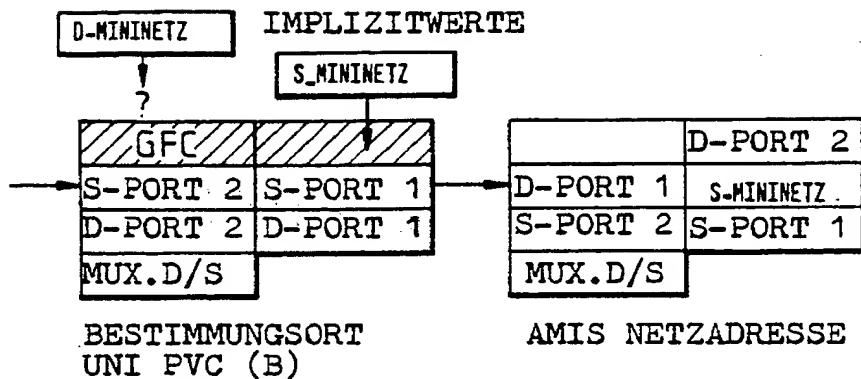 D-MININETZ
IMPLIZITWERTE
S_MININETZ
?
GFC
S-PORT 2 S-PORT 1
D-PORT 2 D-PORT 1
MUX.D/S
D-PORT 2
D-PORT 1 S-MININETZ
S-PORT 2 S-PORT 1
MUX.D/S
BESTIMMUNGSORT
UNI PVC (B)
AMIS NETZADRESSE